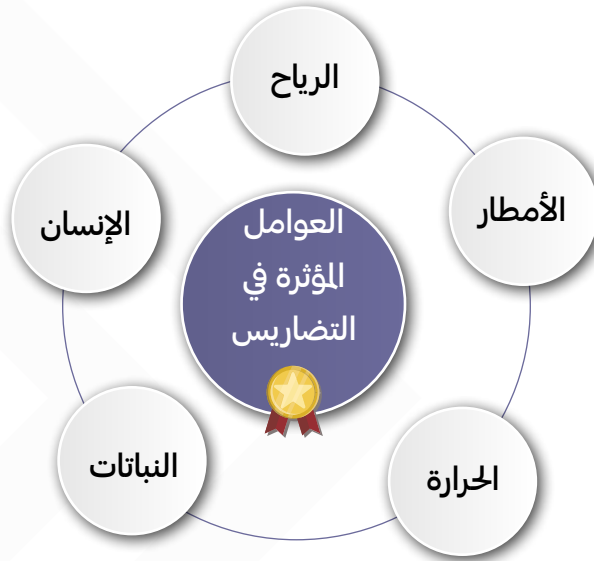 العوامل
المؤثرة في
التضاريس
الرياح
الأمطار
الحرارة
النباتات
الإنسان